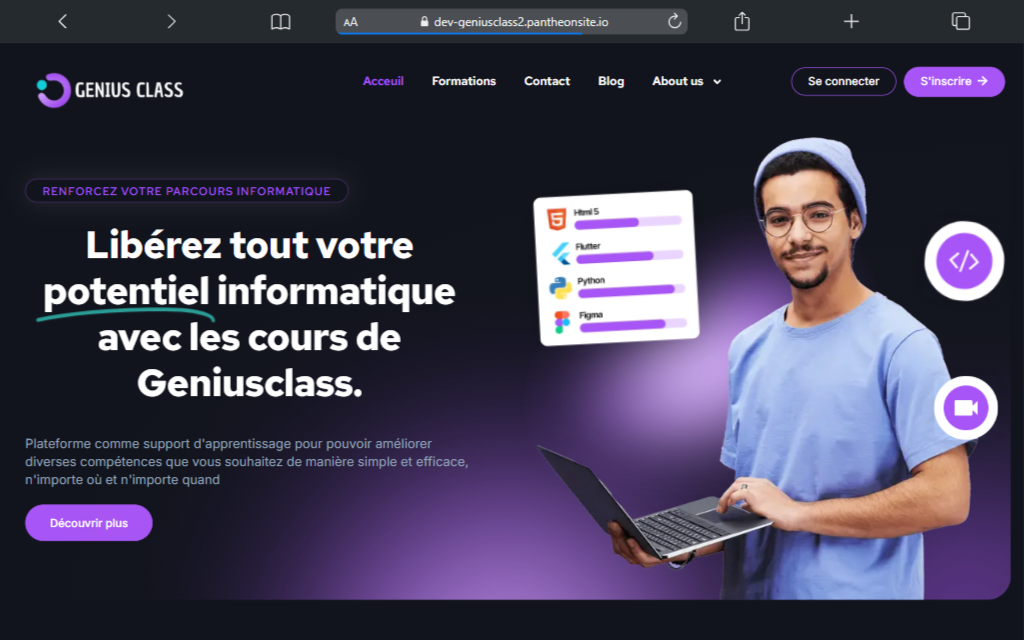 AA
dev-geniusclass2.pantheonsite.io
GENIUS CLASS
Acceuil
Formations
Contact
Blog
About us
Se connecter
S'inscrire →
RENFORCEZ VOTRE PARCOURS INFORMATIQUE
Libérez tout votre
potentiel informatique
avec les cours de
Geniusclass.
Plateforme comme support d'apprentissage pour pouvoir améliorer
diverses compétences que vous souhaitez de manière simple et efficace,
n'importe où et n'importe quand
Découvrir plus
Html 5
Flutter
Python
Figma